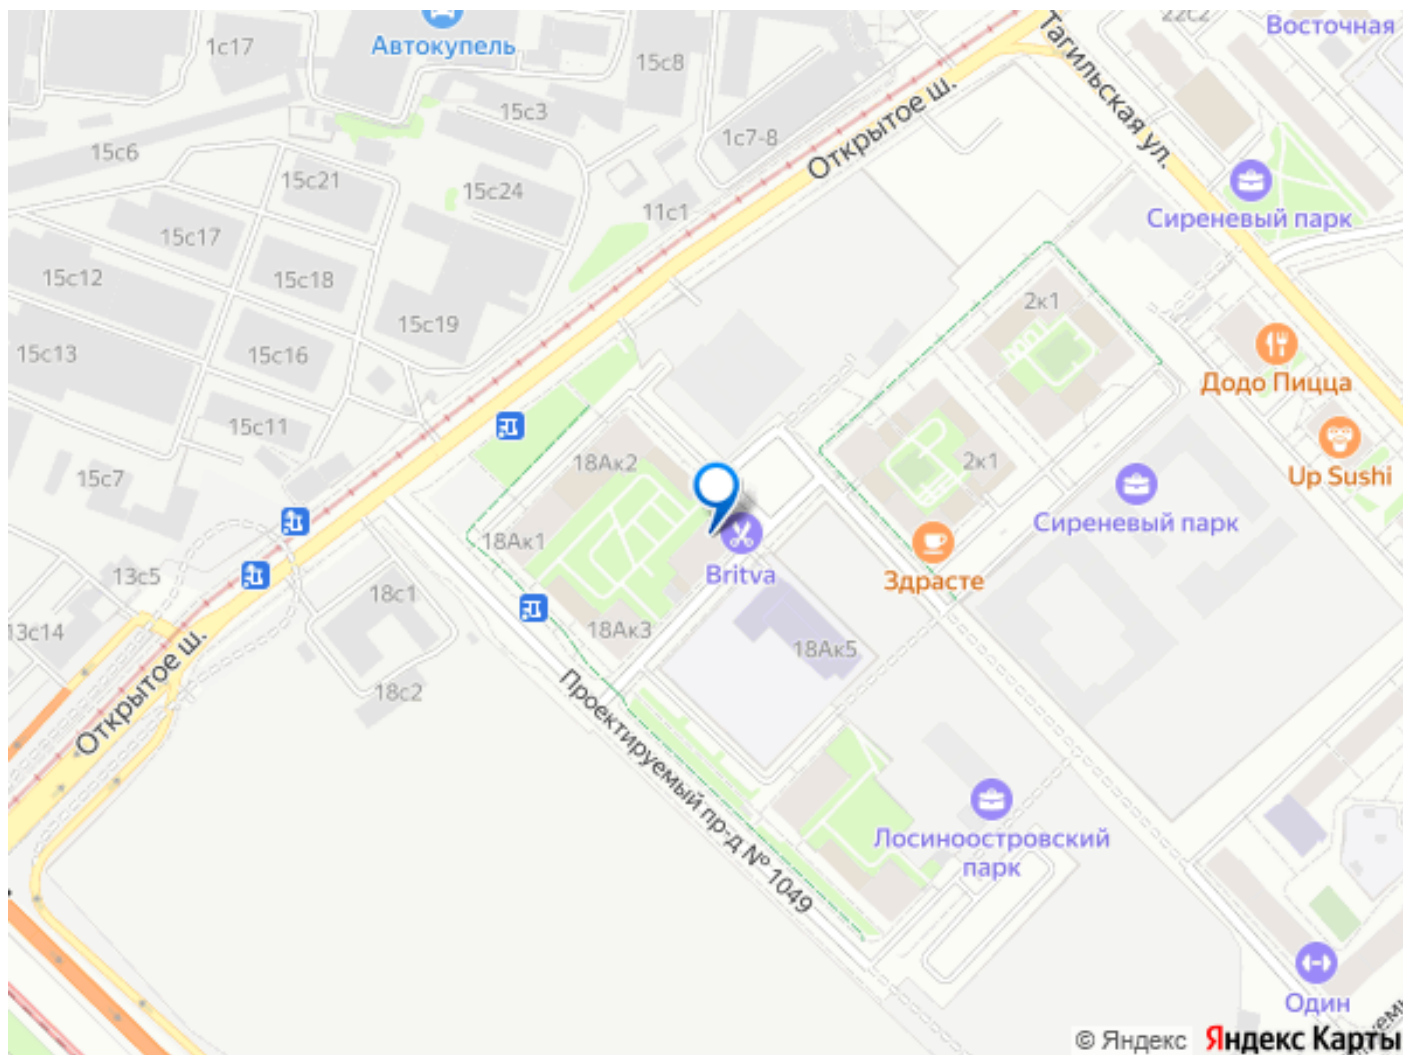 22с2
Восточная
1с17
Автокупель
15с8
Тагильская ул.
15с3
1с7-8
Открытое ш.
15с6
15с21
15с24
Сиреневый парк
11с1
15с17
15с12
15с18
2к1
15с19
15с13
15с16
Додо Пицца
15с11
18Ак2
2к1
15с7
Up Sushi
Сиреневый парк
18Ак1
Britva
Здрасте
13с5
18с1
13с14
18Ак3
18Ак5
Открытое ш.
18с2
Проектируемый пр-д № 1049
Лосиноостровский
парк
Один
© Яндекс
Яндекс Карты